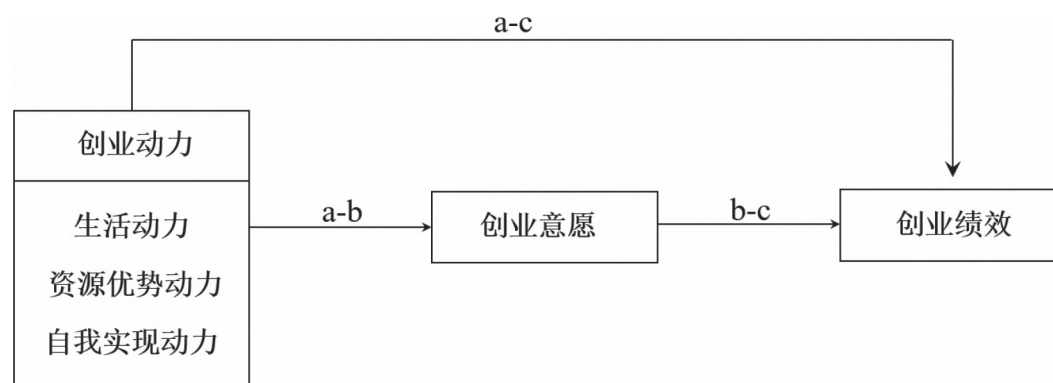 a-c
创业动力
生活动力
资源优势动力
自我实现动力
a-b
创业意愿
b-c
创业绩效